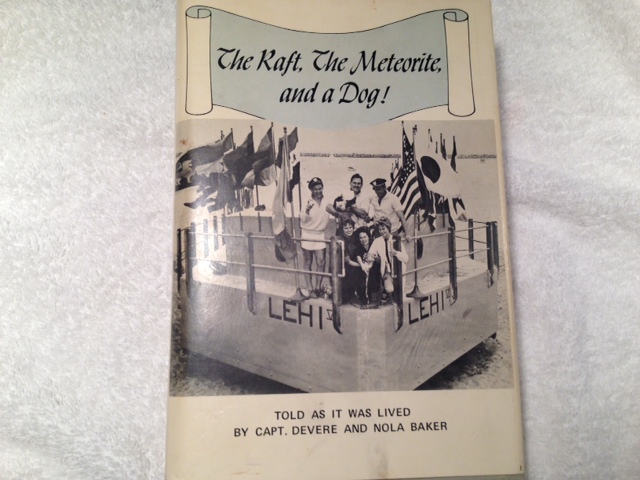 The Raft, The Meteorite,
and a Dog!
LEHI V
LEHI
TOLD AS IT WAS LIVED
BY CAPT. DEVERE AND NOLA BAKER